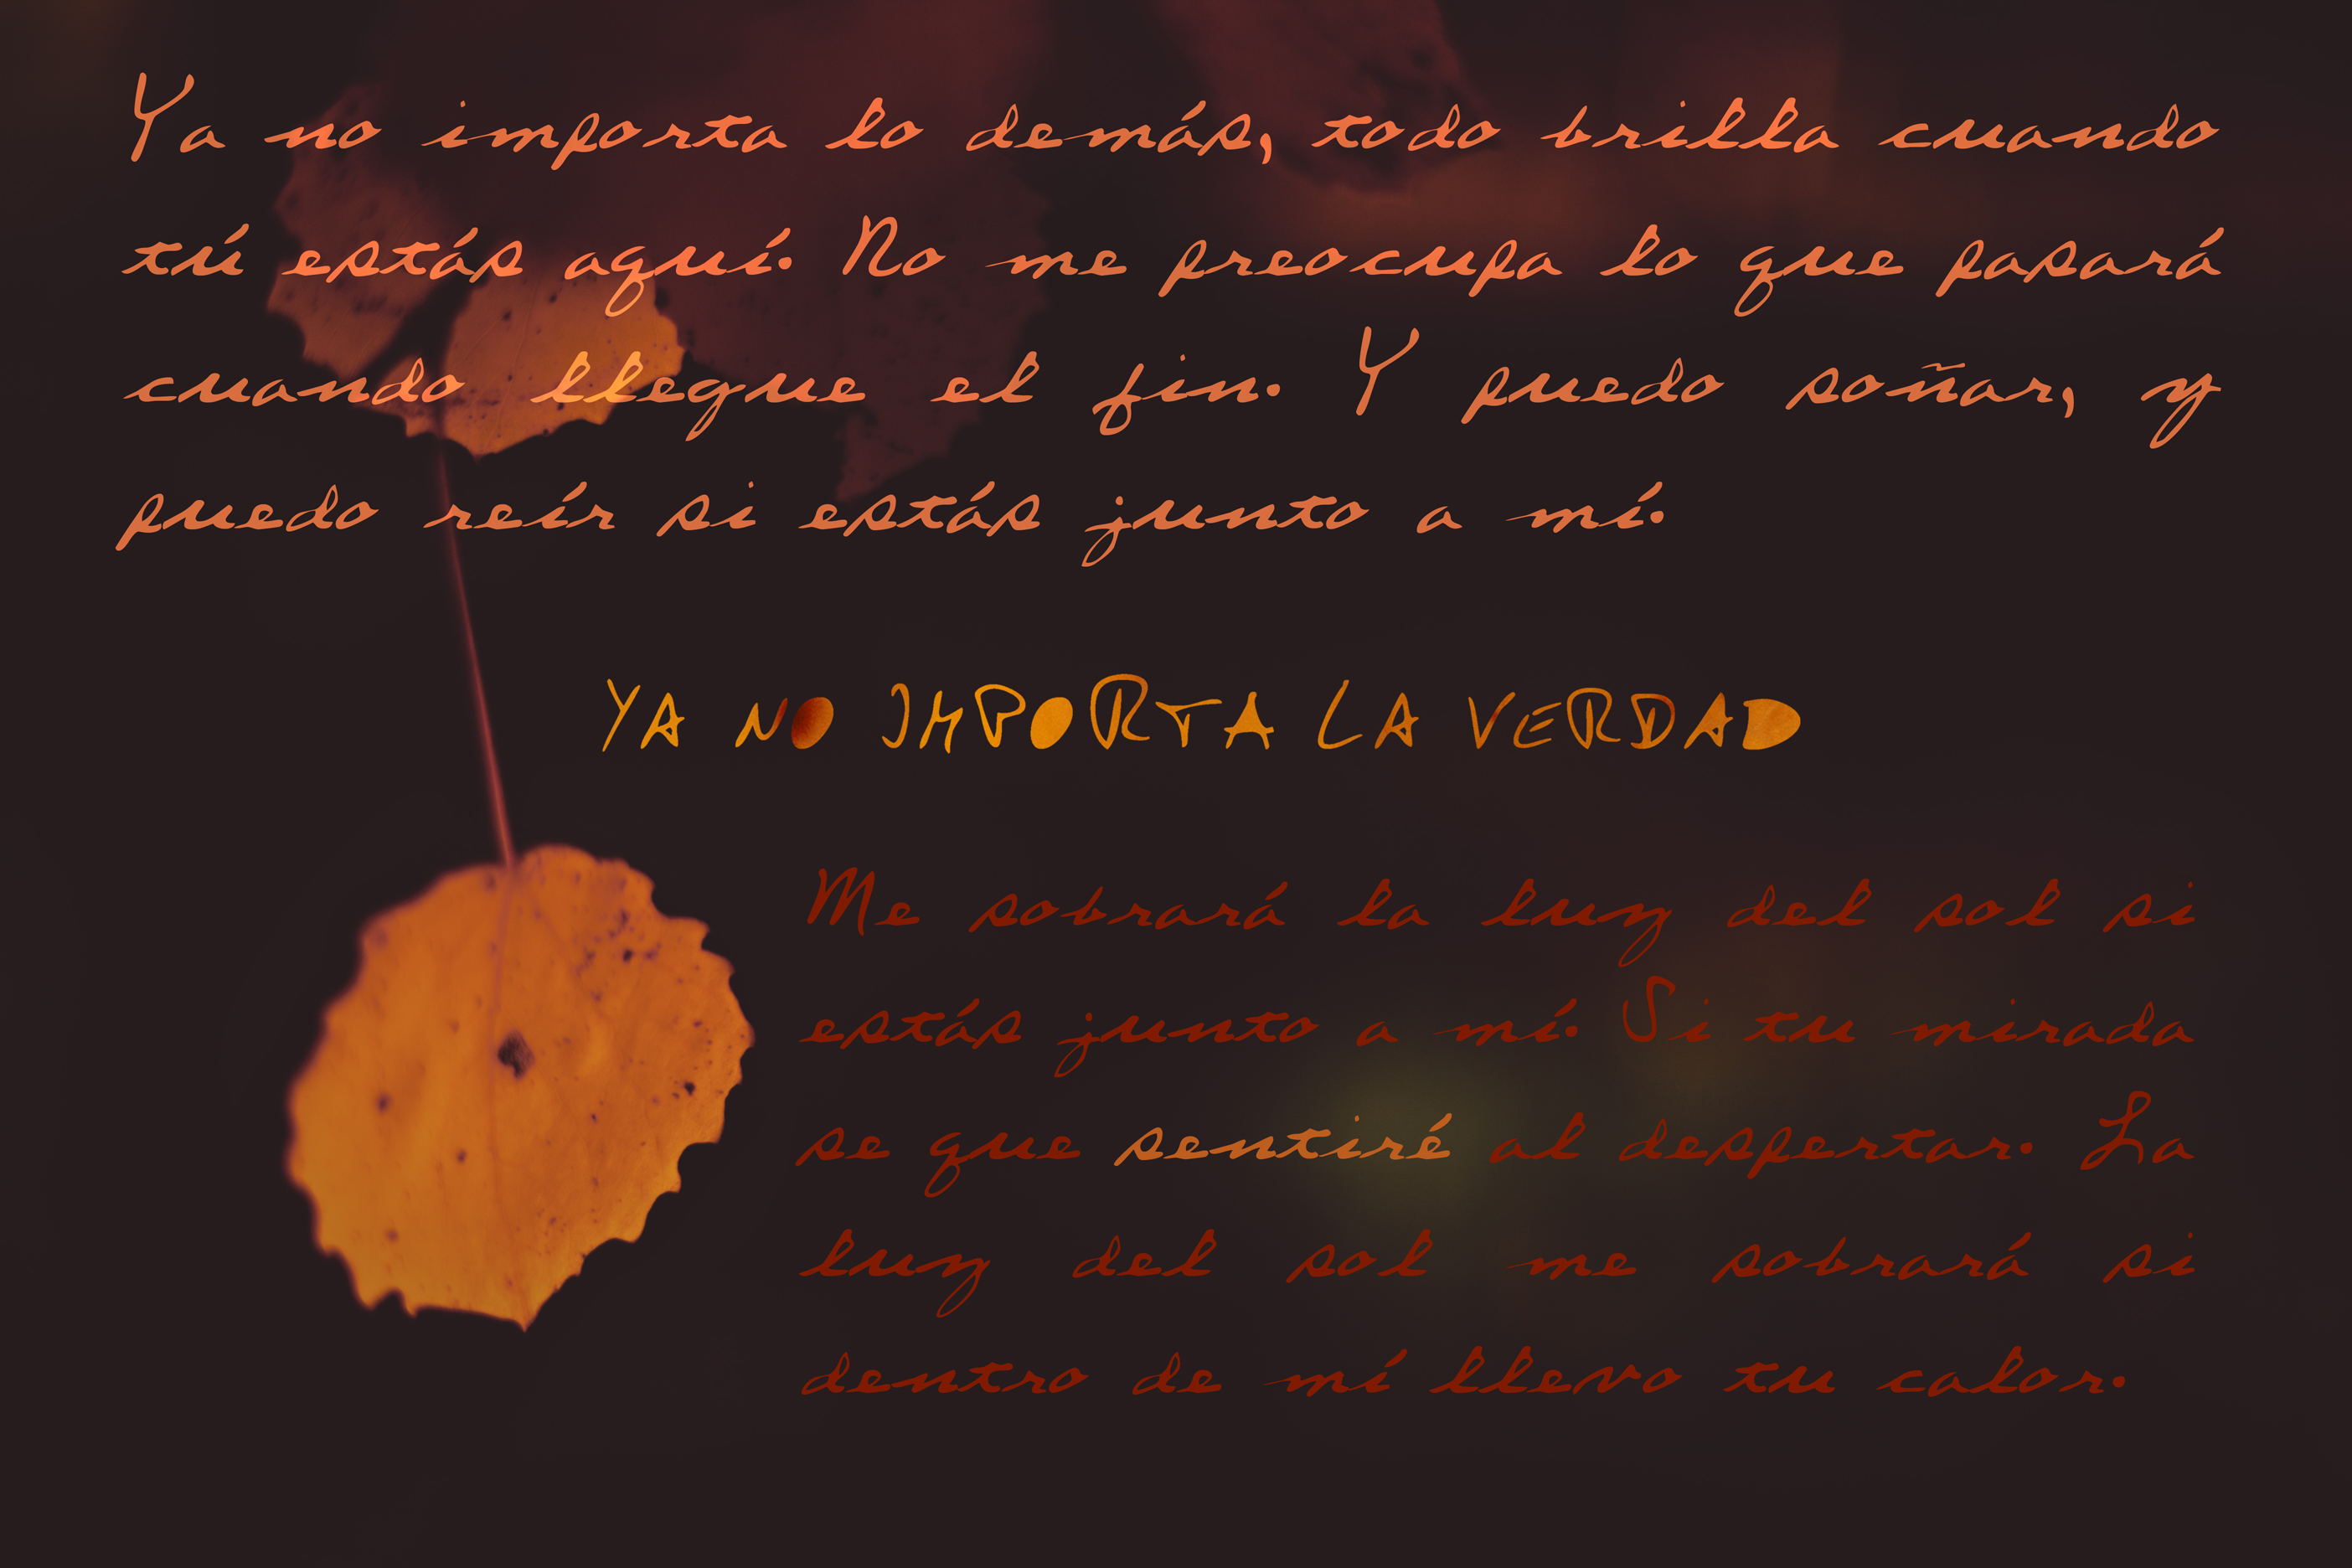 Ya no importa lo demás, todo brilla cuando
tú estás aquí. No me preocupa lo que pasará
cuando llegue el fin. Y puedo soñar, y
puedo reír si estás junto a mí.
YA NO IMPORTA LA VERDAD
Me sobrará la luz del sol si
estás junto a mí. Si tu mirada
se que sentiré al despertar. La
luz del sol me sobrará si
dentro de mí llevo tu calor.